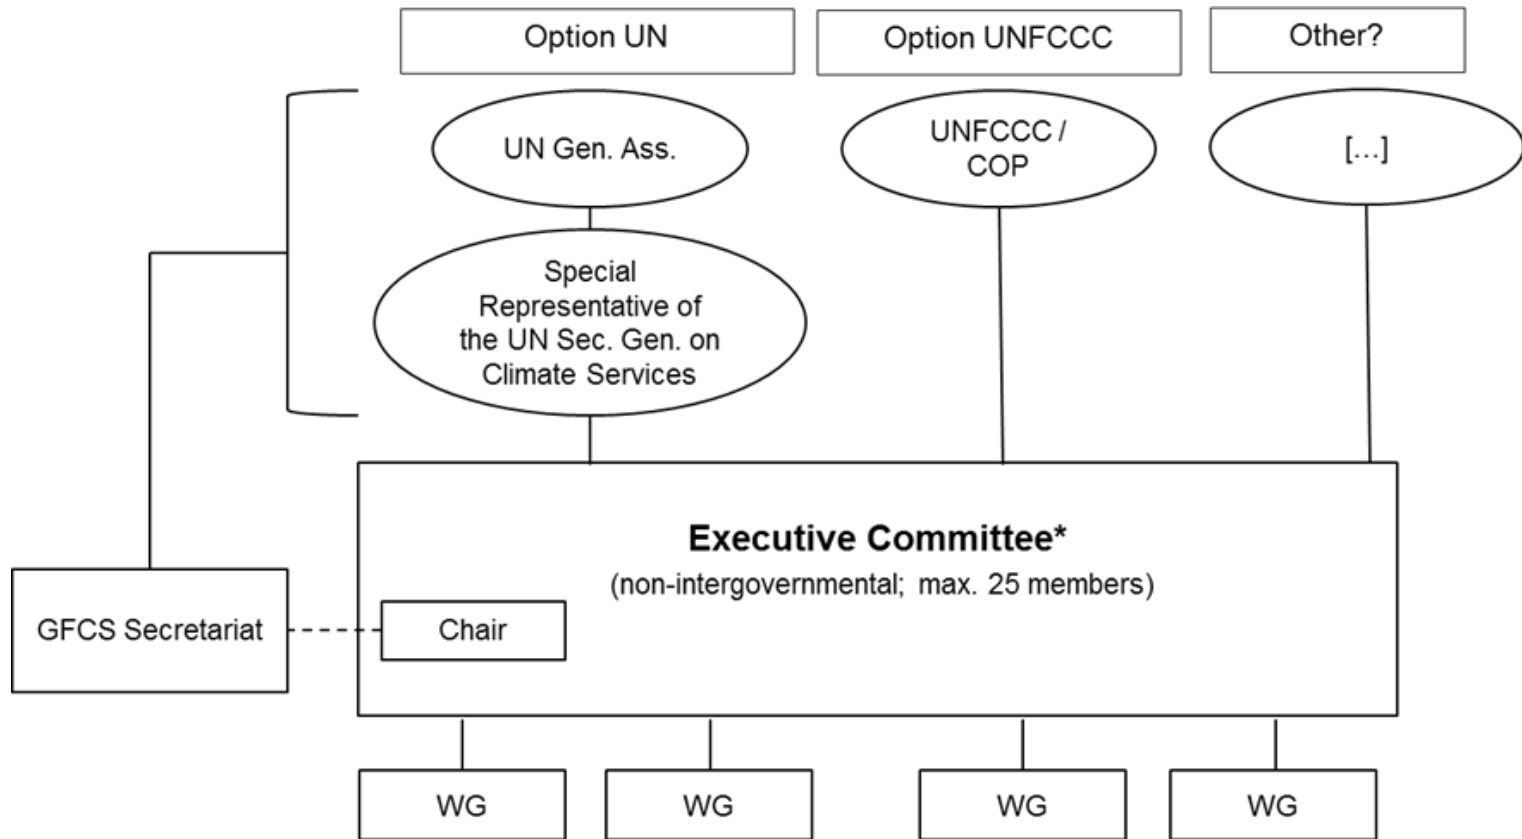 Option UN
Option UNFCCC
Other?
UN Gen. Ass.
UNFCCC /
COP
[...]
Special
Representative of
the UN Sec. Gen. on
Climate Services
Executive Committee*
(non-intergovernmental; max. 25 members)
GFCS Secretariat
Chair
WG
WG
WG
WG